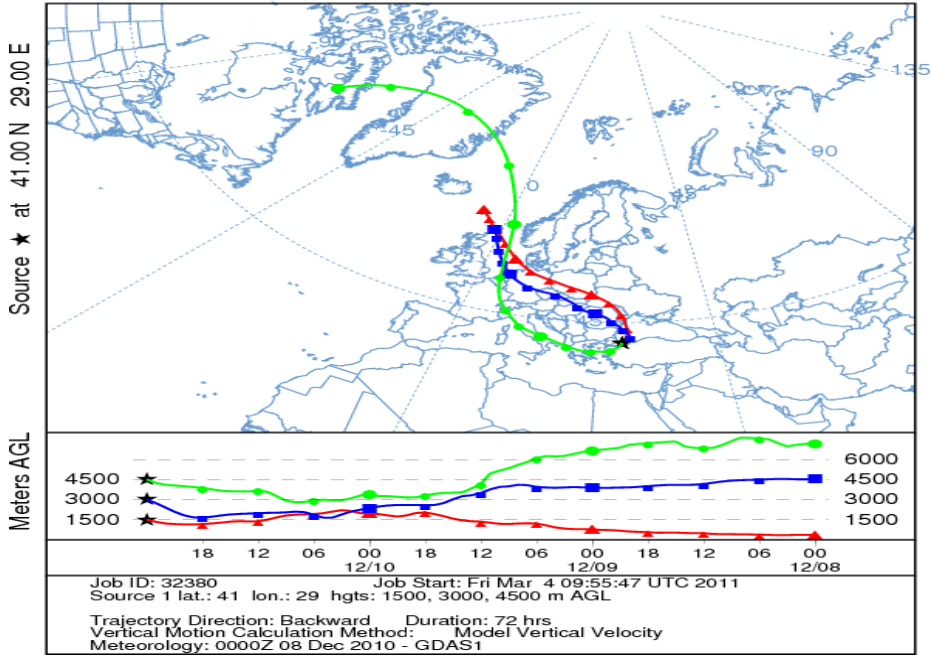 Source ★ at 41.00 N 29.00 E
135
45
90
0
45
Meters AGL
6000
4500 4500
3000 3000
1500 1500
18 12 06 00 18 12 06 00 18 12 06 00
12/10 12/09 12/08
Job ID: 32380 Job Start: Fri Mar 4 09:55:47 UTC 2011
Source 1 lat.: 41 lon.: 29 hgts: 1500, 3000, 4500 m AGL
Trajectory Direction: Backward Duration: 72 hrs
Vertical Motion Calculation Method: Model Vertical Velocity
Meteorology: 0000Z 08 Dec 2010 - GDAS1